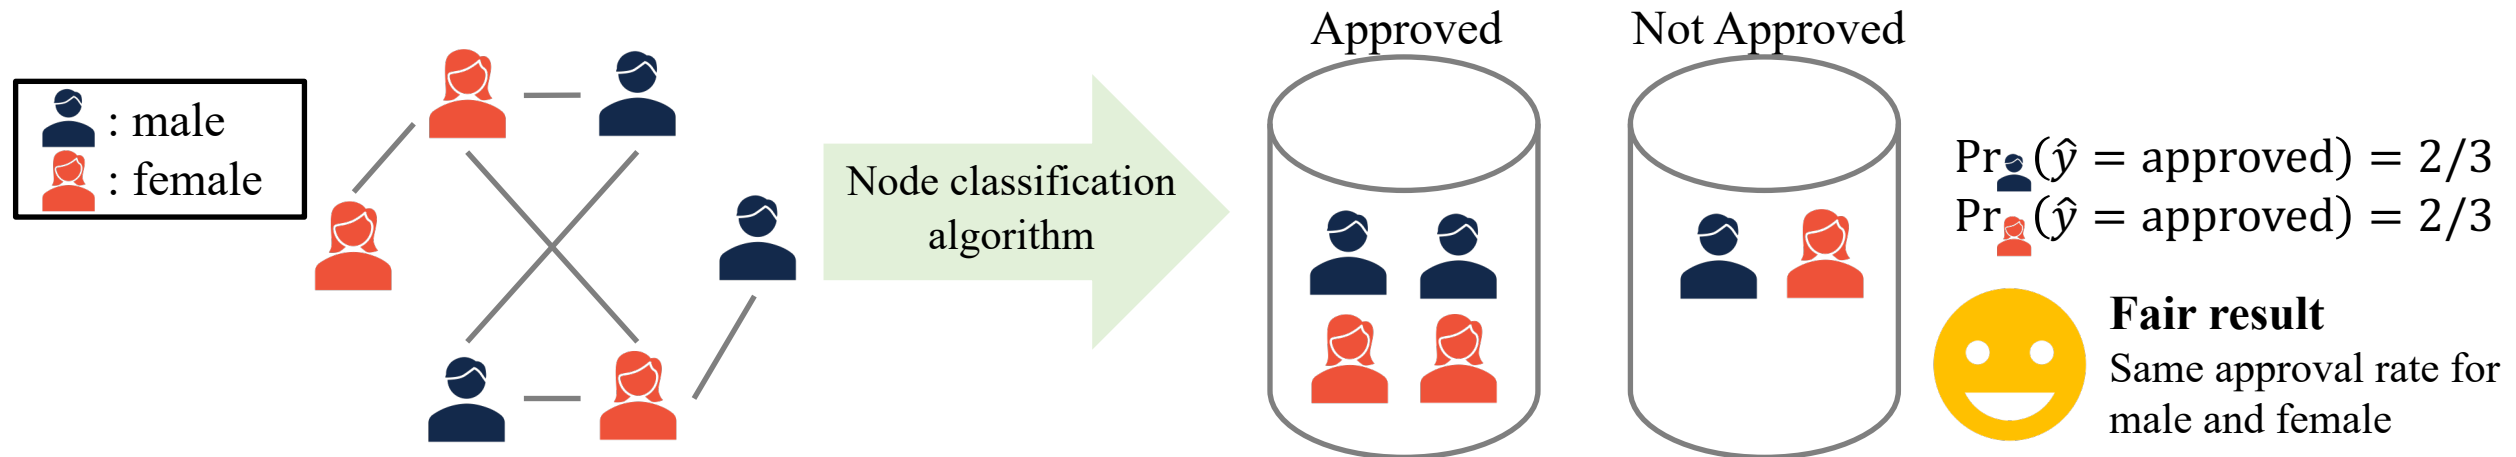 : male
: female
Node classification
algorithm
Approved
Not Approved
Pr(ŷ = approved) = 2/3
Pr(ŷ = approved) = 2/3
Fair result
Same approval rate for
male and female